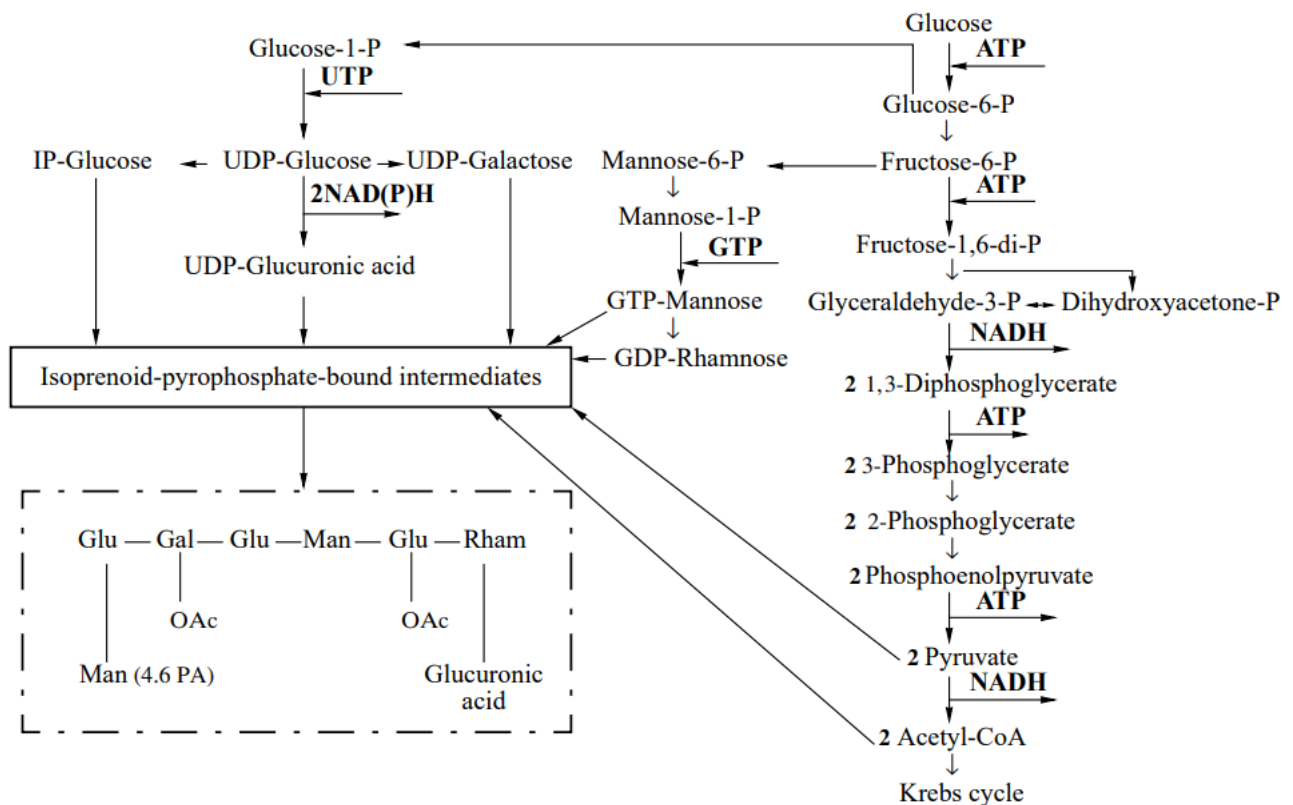 Glucose
Glucose-1-P
ATP
UTP
Glucose-6-P
IP-Glucose
UDP-Glucose
UDP-Galactose
Mannose-6-P
Fructose-6-P
2NAD(P)H
ATP
Mannose-1-P
GTP
Fructose-1,6-di-P
UDP-Glucuronic acid
GTP-Mannose
Glyceraldehyde-3-P
Dihydroxyacetone-P
NADH
GDP-Rhamnose
Isoprenoid-pyrophosphate-bound intermediates
2 1,3-Diphosphoglycerate
ATP
2 3-Phosphoglycerate
2 2-Phosphoglycerate
Glu — Gal — Glu — Man — Glu — Rham
2 Phosphoenolpyruvate
ATP
OAc
OAc
2 Pyruvate
Man (4.6 PA)
Glucuronic
acid
NADH
2 Acetyl-CoA
Krebs cycle